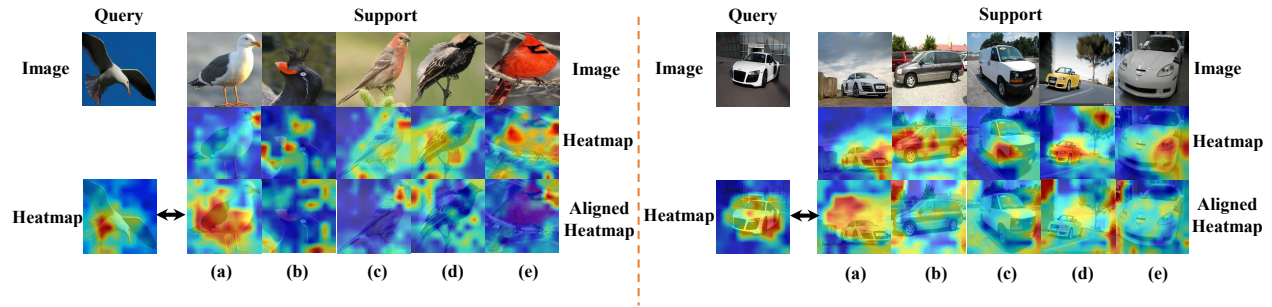 Query
Support
Image
Image
Heatmap
Heatmap
Aligned
Heatmap
(a)
(b)
(c)
(d)
(e)
Query
Support
Image
Image
Heatmap
Heatmap
Aligned
Heatmap
(a)
(b)
(c)
(d)
(e)